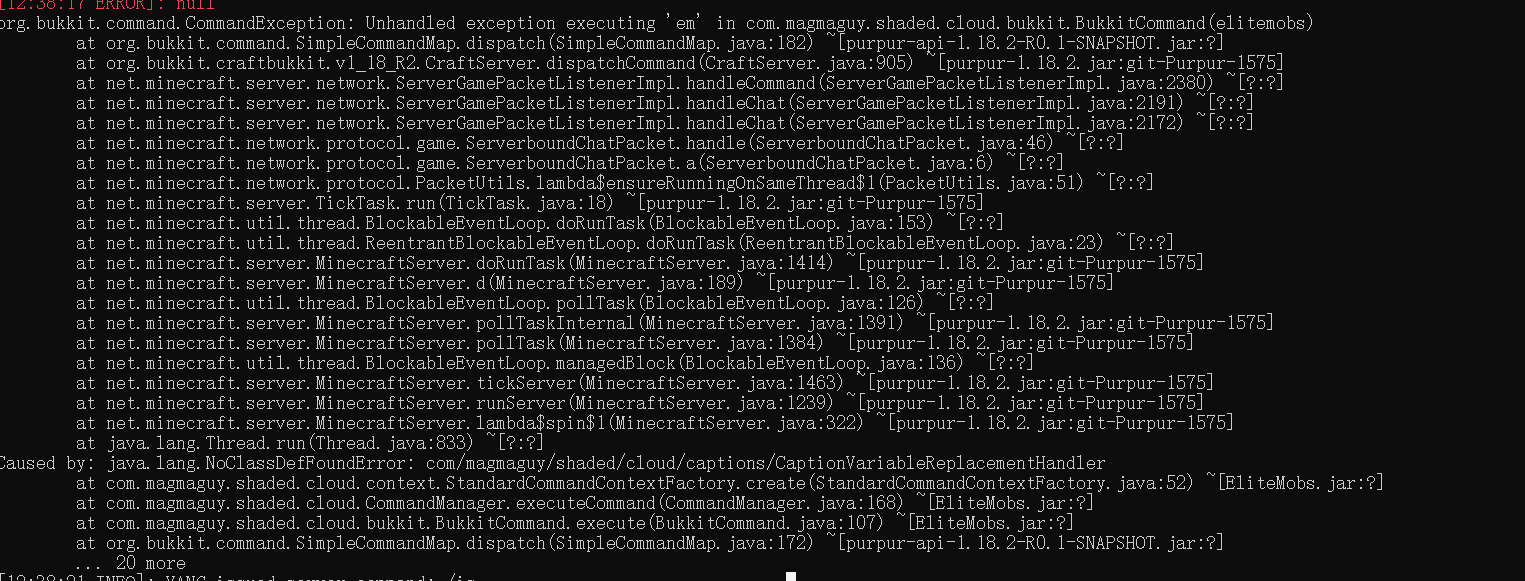 [12:38:17 ERROR]: null
org.bukkit.command.CommandException: Unhandled exception executing 'em' in com.magmaguy.shaded.cloud.bukkit.BukkitCommand(elitemobs)
at org.bukkit.command.SimpleCommandMap.dispatch(SimpleCommandMap.java:182) ~[purpur-api-1.18.2-R0.1-SNAPSHOT.jar:?]
at org.bukkit.craftbukkit.v1_18_R2.CraftServer.dispatchCommand(CraftServer.java:905) ~[purpur-1.18.2.jar:git-Purpur-1575]
at net.minecraft.server.network.ServerGamePacketListenerImpl.handleCommand(ServerGamePacketListenerImpl.java:2380) ~[?:?]
at net.minecraft.server.network.ServerGamePacketListenerImpl.handleChat(ServerGamePacketListenerImpl.java:2191) ~[?:?]
at net.minecraft.server.network.ServerGamePacketListenerImpl.handleChat(ServerGamePacketListenerImpl.java:2172) ~[?:?]
at net.minecraft.network.protocol.game.ServerboundChatPacket.handle(ServerboundChatPacket.java:46) ~[?:?]
at net.minecraft.network.protocol.game.ServerboundChatPacket.a(ServerboundChatPacket.java:6) ~[?:?]
at net.minecraft.network.protocol.PacketUtils.lambda$ensureRunningOnSameThread$1(PacketUtils.java:51) ~[?:?]
at net.minecraft.server.TickTask.run(TickTask.java:18) ~[purpur-1.18.2.jar:git-Purpur-1575]
at net.minecraft.util.thread.BlockableEventLoop.doRunTask(BlockableEventLoop.java:153) ~[?:?]
at net.minecraft.util.thread.ReentrantBlockableEventLoop.doRunTask(ReentrantBlockableEventLoop.java:23) ~[?:?]
at net.minecraft.server.MinecraftServer.doRunTask(MinecraftServer.java:1414) ~[purpur-1.18.2.jar:git-Purpur-1575]
at net.minecraft.server.MinecraftServer.d(MinecraftServer.java:189) ~[purpur-1.18.2.jar:git-Purpur-1575]
at net.minecraft.util.thread.BlockableEventLoop.pollTask(BlockableEventLoop.java:126) ~[?:?]
at net.minecraft.server.MinecraftServer.pollTaskInternal(MinecraftServer.java:1391) ~[purpur-1.18.2.jar:git-Purpur-1575]
at net.minecraft.server.MinecraftServer.pollTask(MinecraftServer.java:1384) ~[purpur-1.18.2.jar:git-Purpur-1575]
at net.minecraft.util.thread.BlockableEventLoop.managedBlock(BlockableEventLoop.java:136) ~[?:?]
at net.minecraft.server.MinecraftServer.tickServer(MinecraftServer.java:1463) ~[purpur-1.18.2.jar:git-Purpur-1575]
at net.minecraft.server.MinecraftServer.runServer(MinecraftServer.java:1239) ~[purpur-1.18.2.jar:git-Purpur-1575]
at net.minecraft.server.MinecraftServer.lambda$spin$1(MinecraftServer.java:322) ~[purpur-1.18.2.jar:git-Purpur-1575]
at java.lang.Thread.run(Thread.java:833) ~[?:?]
Caused by: java.lang.NoClassDefFoundError: com/magmaguy/shaded/cloud/captions/CaptionVariableReplacementHandler
at com.magmaguy.shaded.cloud.context.StandardCommandContextFactory.create(StandardCommandContextFactory.java:52) ~[EliteMobs.jar:?]
at com.magmaguy.shaded.cloud.CommandManager.executeCommand(CommandManager.java:168) ~[EliteMobs.jar:?]
at com.magmaguy.shaded.cloud.bukkit.BukkitCommand.execute(BukkitCommand.java:107) ~[EliteMobs.jar:?]
at org.bukkit.command.SimpleCommandMap.dispatch(SimpleCommandMap.java:172) ~[purpur-api-1.18.2-R0.1-SNAPSHOT.jar:?]
... 20 more